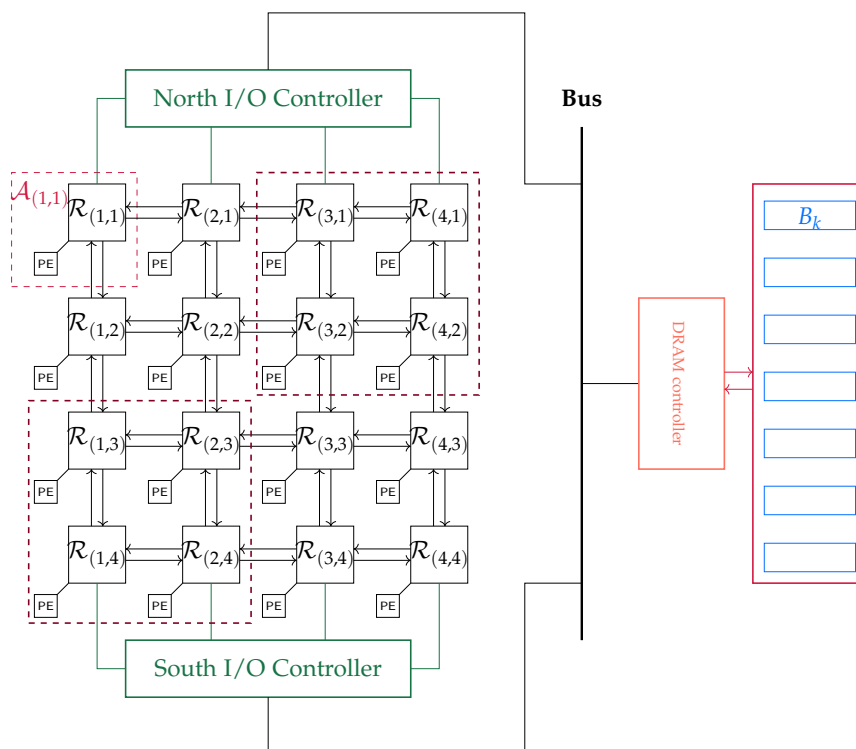 North I/O Controller
Bus
A(1,1)
R(1,1) R(2,1) R(3,1) R(4,1)
B_k
PE PE PE PE
R(1,2) R(2,2) R(3,2) R(4,2)
DRAM controller
PE PE PE PE
R(1,3) R(2,3) R(3,3) R(4,3)
PE PE PE PE
R(1,4) R(2,4) R(3,4) R(4,4)
PE PE PE PE
South I/O Controller